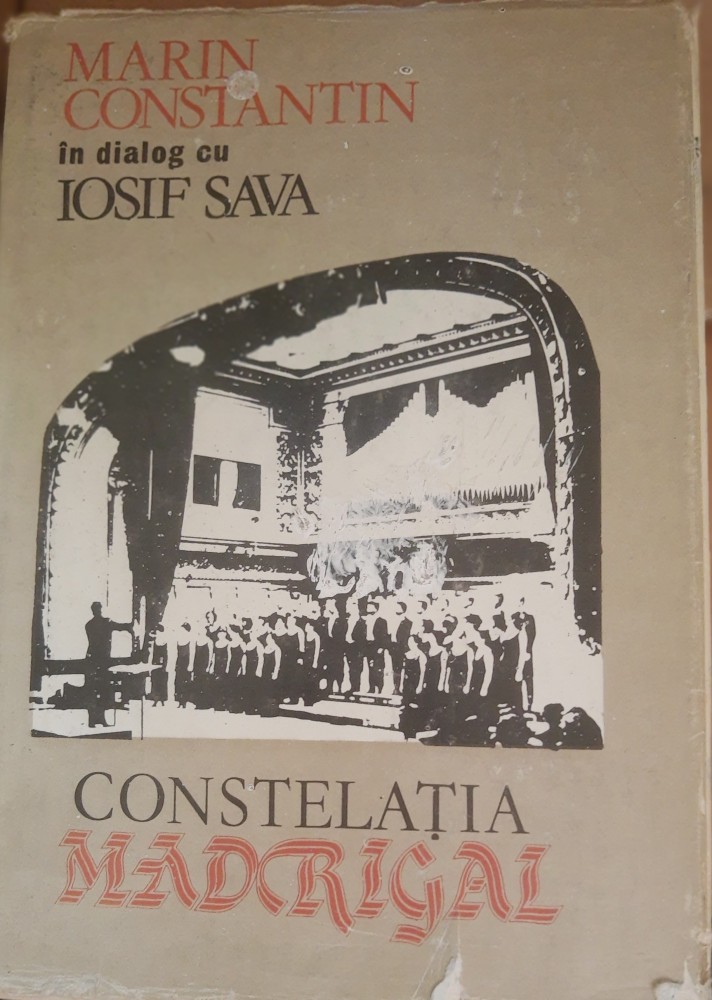 MARIN
CONSTANTIN
în dialog cu
IOSIF SAVA
CONSTELAȚIA
MADRIGAL